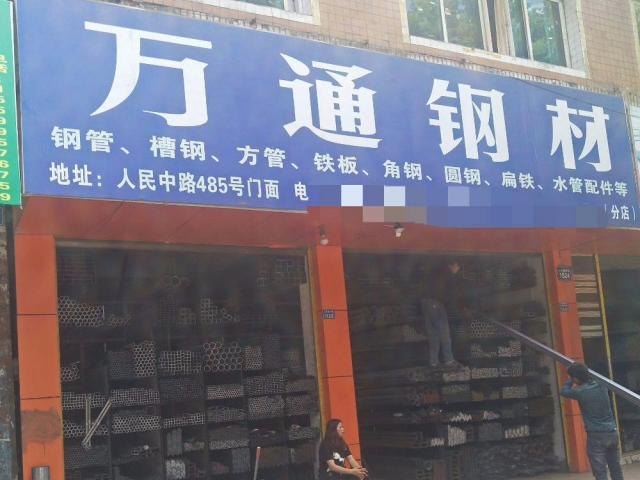 万通钢材
钢管、槽钢、方管、铁板、角钢、圆钢、扁铁、水管配件等
地址：人民中路485号门面 电
（分店）